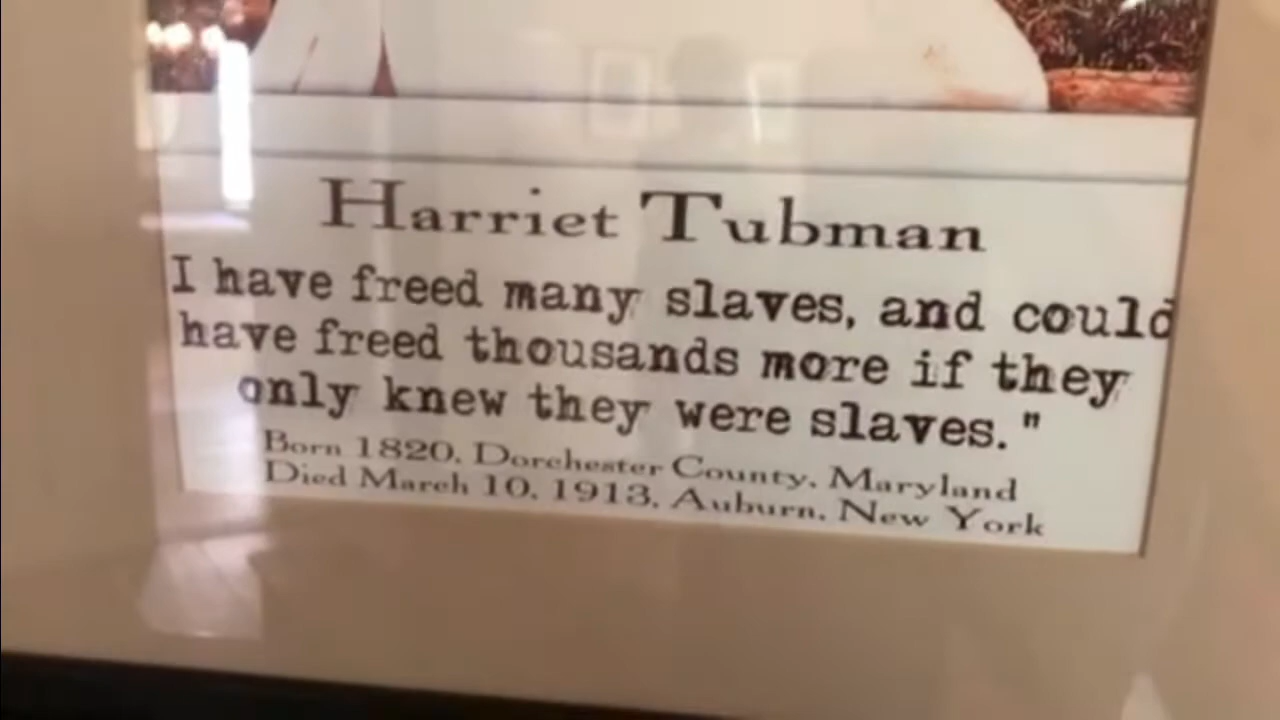 Harriet Tubman
I have freed many slaves, and could
have freed thousands more if they
only knew they were slaves."
Born 1820, Dorchester County, Maryland
Died March 10, 1913, Auburn, New York